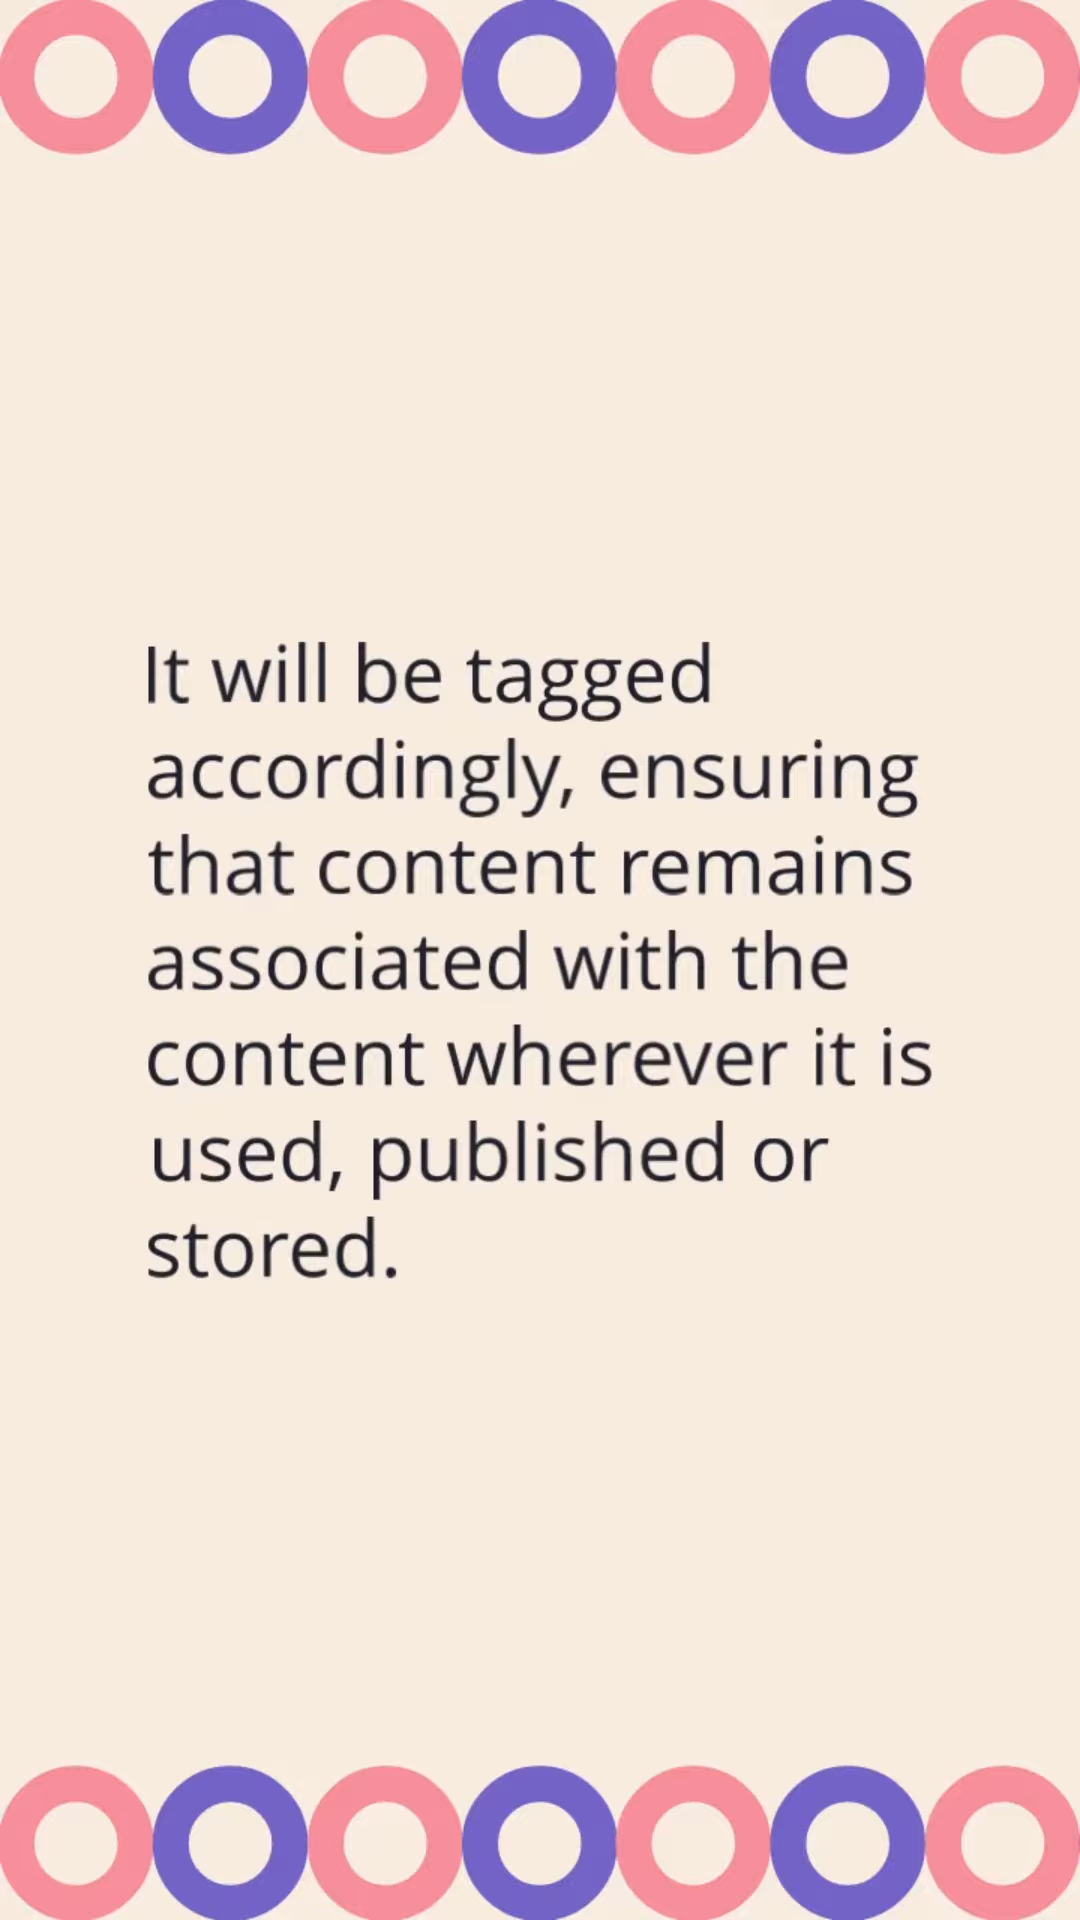 It will be tagged
accordingly, ensuring
that content remains
associated with the
content wherever it is
used, published or
stored.